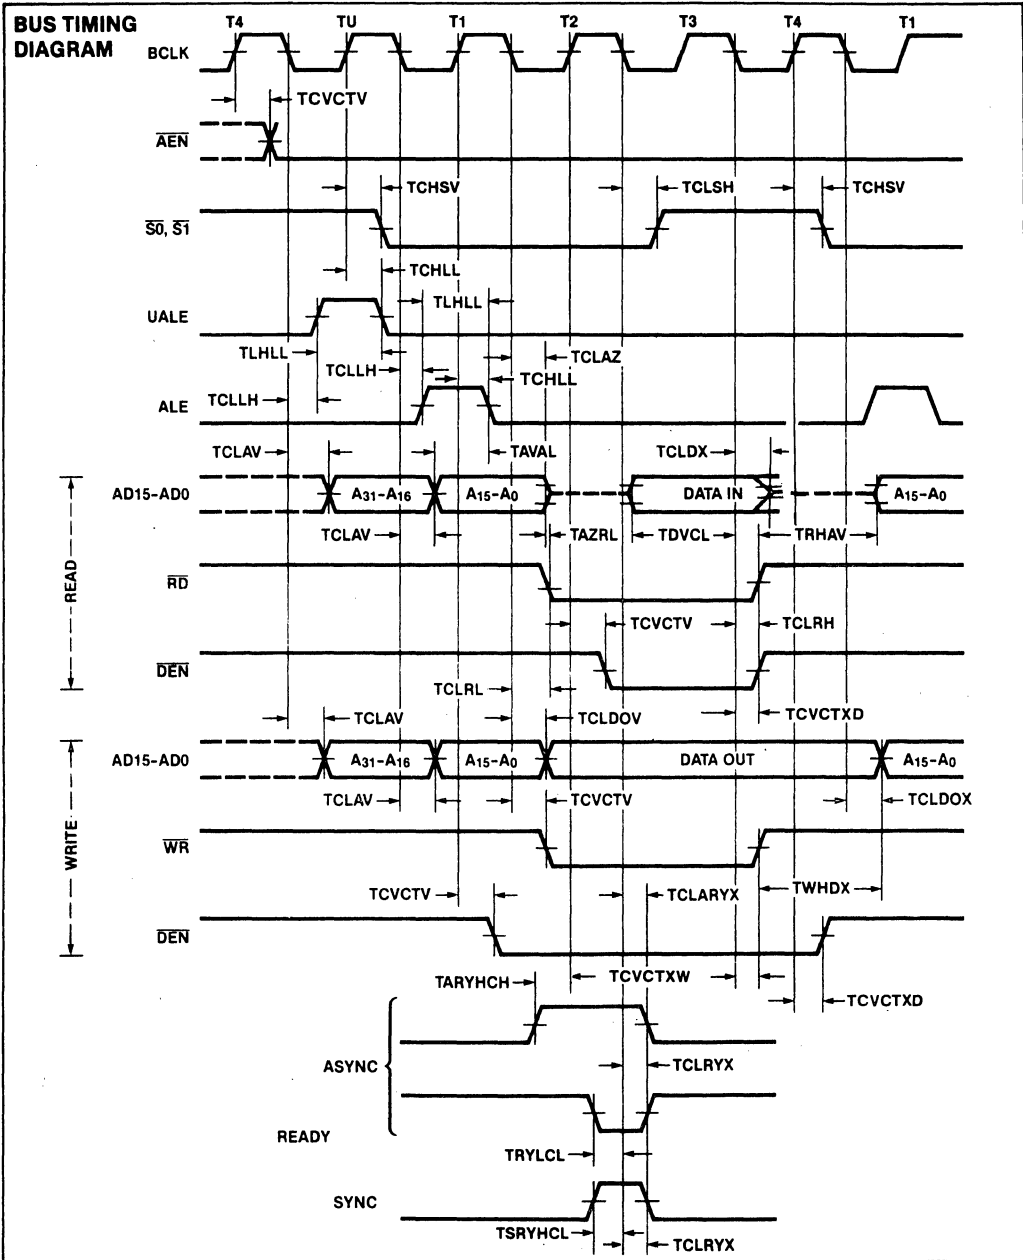 BUS TIMING
DIAGRAM
T4 TU T1 T2 T3 T4 T1
BCLK
TCVCTV
AEN
TCHSV TCLSH TCHSV
S0, S1
TCHLL
TLHLL
UALE
TLHLL TCLAZ
TCLLH TCHLL
TCLLH
ALE
TCLAV TAVAL TCLDX
AD15-AD0 A31-A16 A15-A0 DATA IN A15-A0
TCLAV TAZRL TDVCL TRHAV
READ
RD
TCVCTV TCLRH
DEN
TCLRL
TCLAV TCLDOV TCVCTXD
AD15-AD0 A31-A16 A15-A0 DATA OUT A15-A0
TCLAV TCVCTV TCLDOX
WRITE
WR
TCVCTV TCLARYX TWHDX
DEN
TARYHCH TCVCTXW
TCVCTXD
ASYNC TCLRYX
READY
TRYLCL
SYNC
TSRYHCL
TCLRYX